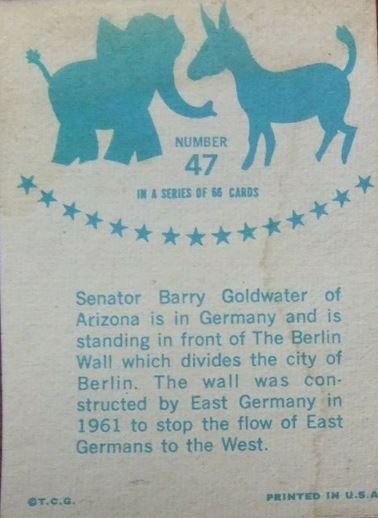 NUMBER
47
IN A SERIES OF 66 CARDS
Senator Barry Goldwater of
Arizona is in Germany and is
standing in front of The Berlin
Wall which divides the city of
Berlin. The wall was con-
structed by East Germany in
1961 to stop the flow of East
Germans to the West.
©T.C.G.
PRINTED IN U.S.A